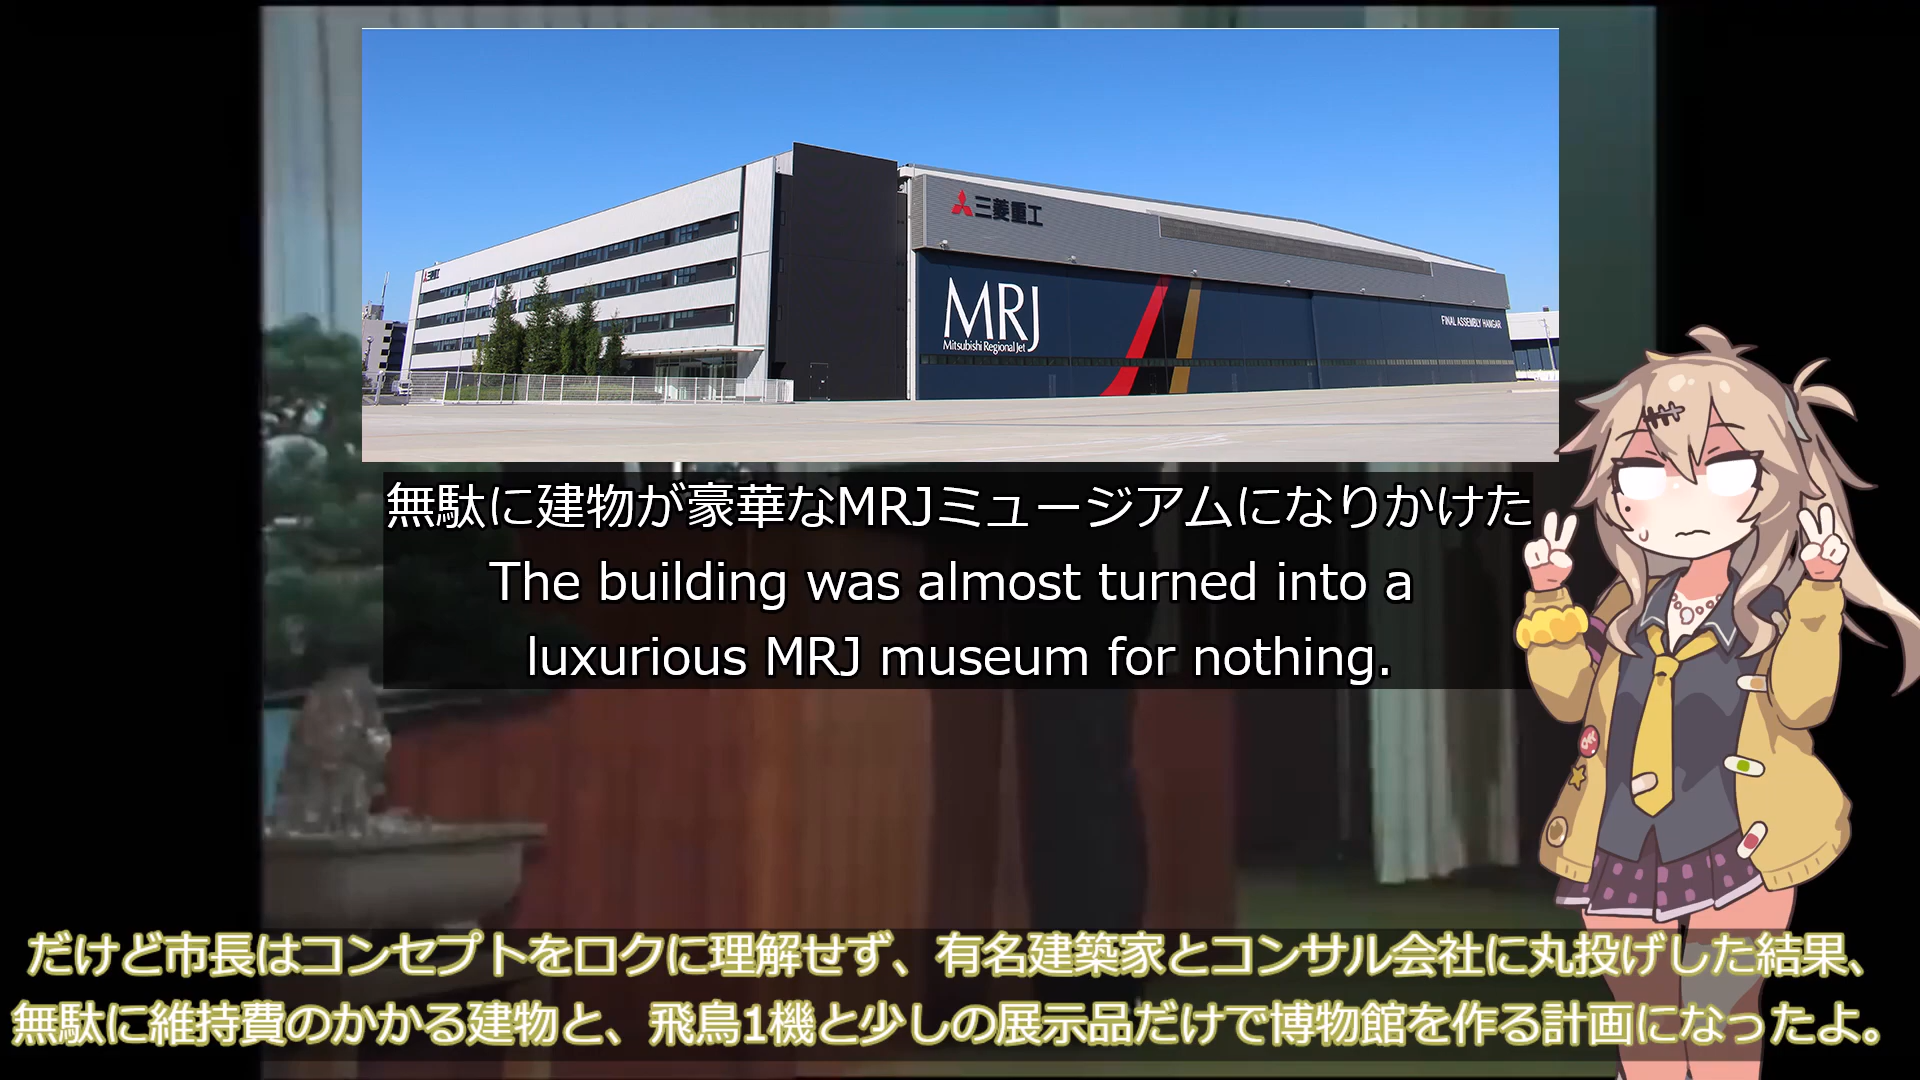 三菱重工
三菱重工
MRJ
Mitsubishi Regional Jet
FINAL ASSEMBLY HANGAR
無駄に建物が豪華なMRJミュージアムになりかけた
The building was almost turned into a
luxurious MRJ museum for nothing.
だけど市長はコンセプトをロクに理解せず、有名建築家とコンサル会社に丸投げした結果、
無駄に維持費のかかる建物と、飛鳥1機と少しの展示品だけで博物館を作る計画になったよ。